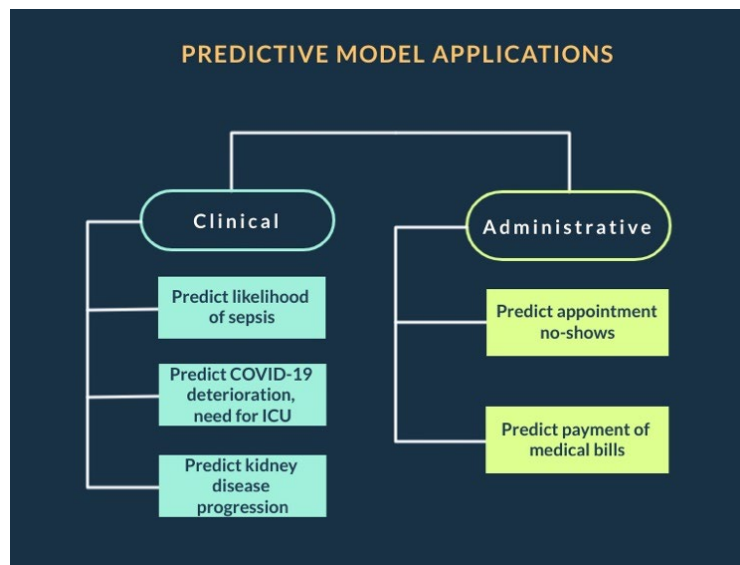 PREDICTIVE MODEL APPLICATIONS
Clinical
Predict likelihood
of sepsis
Predict COVID-19
deterioration,
need for ICU
Predict kidney
disease
progression
Administrative
Predict appointment
no-shows
Predict payment of
medical bills